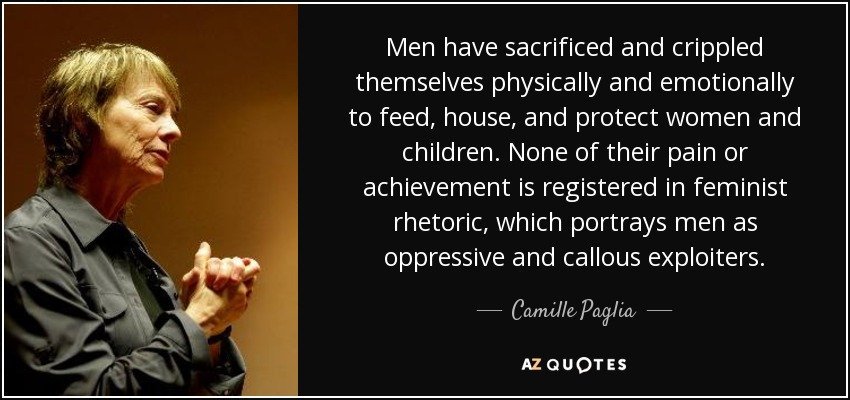 Men have sacrificed and crippled
themselves physically and emotionally
to feed, house, and protect women and
children. None of their pain or
achievement is registered in feminist
rhetoric, which portrays men as
oppressive and callous exploiters.
Camille Paglia
AZ QUOTES